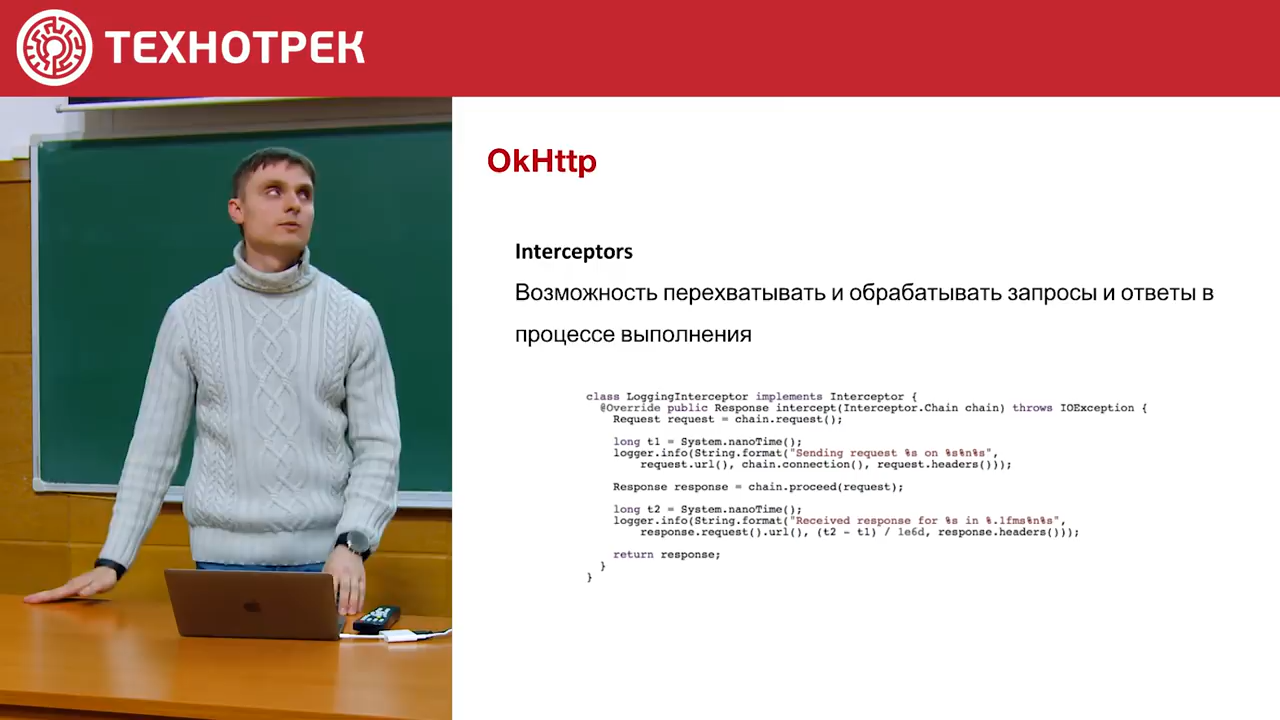 ТЕХНОТРЕК
OkHttp
Interceptors
Возможность перехватывать и обрабатывать запросы и ответы в
процессе выполнения
class LoggingInterceptor implements Interceptor {
@Override public Response intercept(Interceptor.Chain chain) throws IOException {
Request request = chain.request();
long t1 = System.nanoTime();
logger.info(String.format("Sending request %s on %s%n%s",
request.url(), chain.connection(), request.headers()));
Response response = chain.proceed(request);
long t2 = System.nanoTime();
logger.info(String.format("Received response for %s in %.1fms%n%s",
response.request().url(), (t2 - t1) / 1e6d, response.headers()));
return response;
}
}